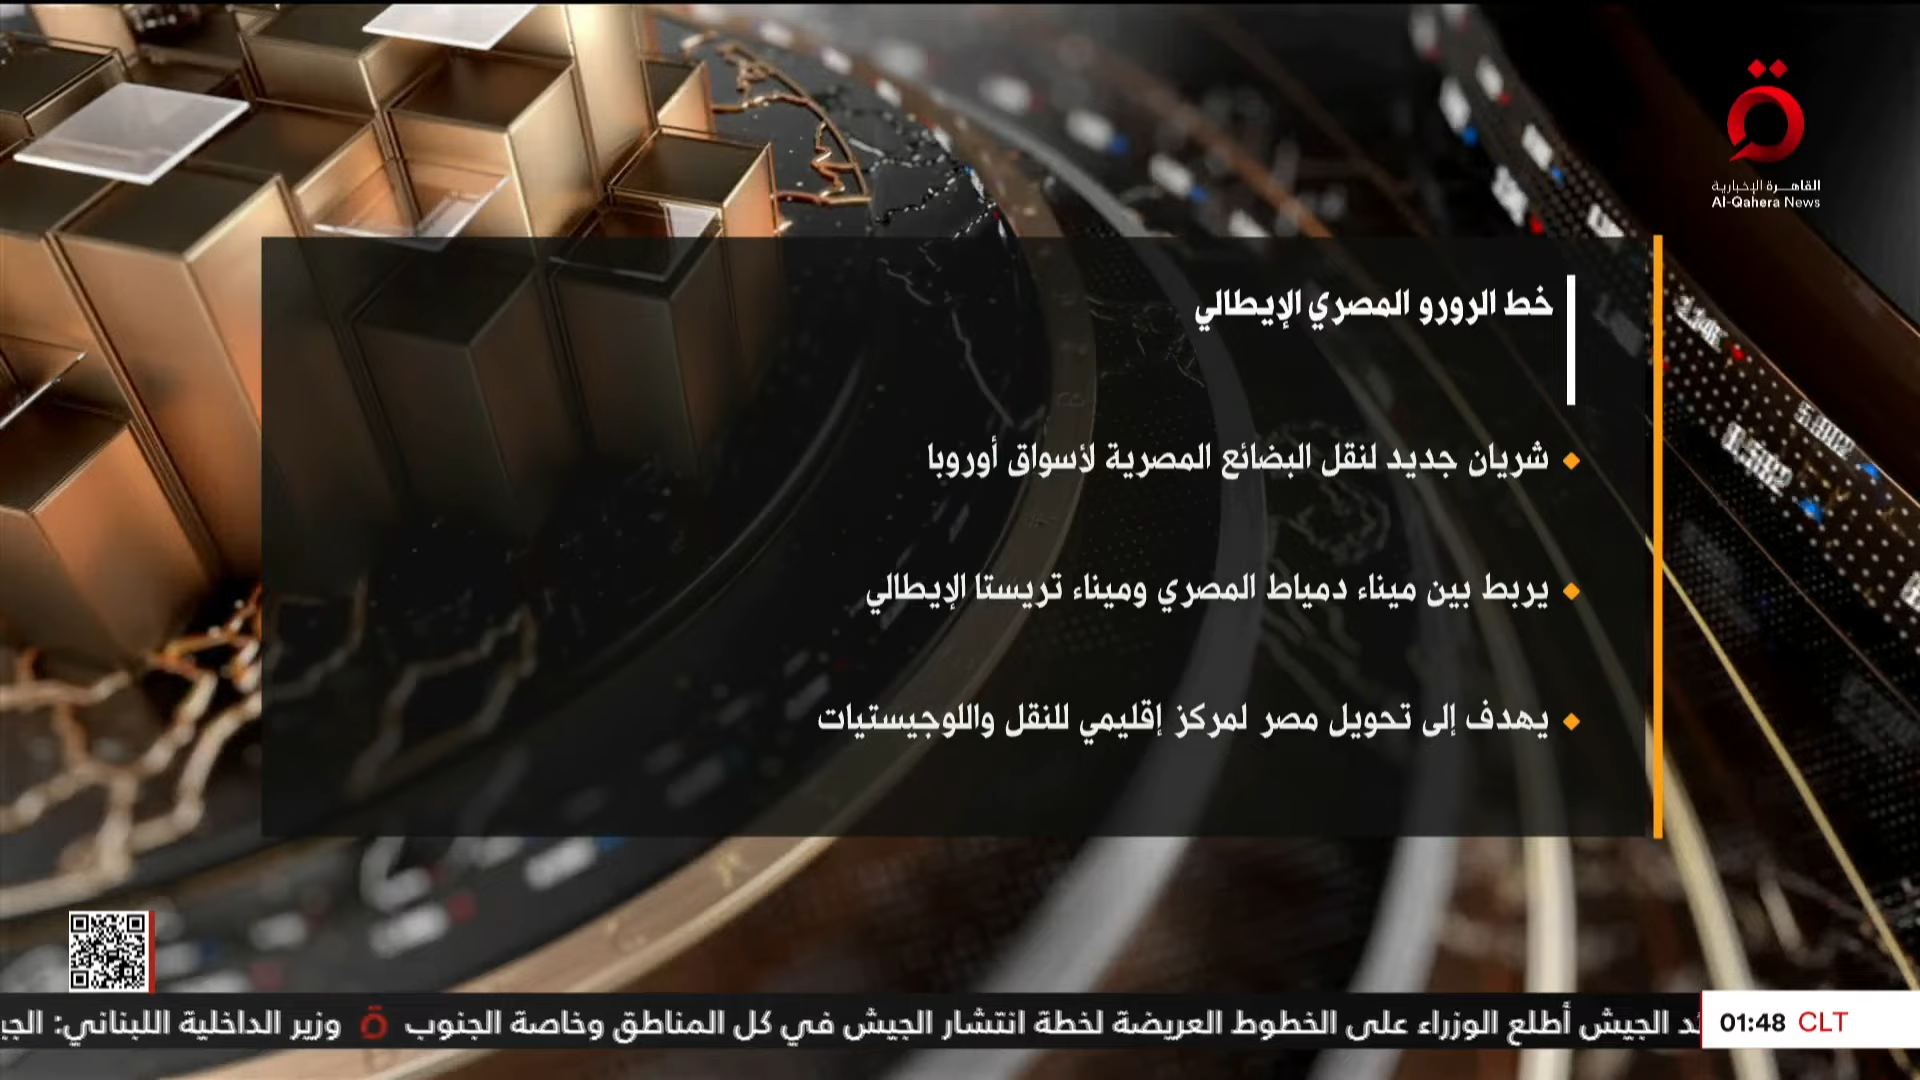 القاهـرة الإخبارية
Al-Qahera News
خط الرورو المصري الإيطالي
شريان جديد لنقل البضائع المصرية لأسواق أوروبا
يربط بين ميناء دمياط المصري وميناء تريستا الإيطالي
يهدف إلى تحويل مصر لمركز إقليمي للنقل واللوجيستيات
الجيش أطلع الوزراء على الخطوط العريضة لخطة انتشار الجيش في كل المناطق وخاصة الجنوب
وزير الداخلية اللبناني:
01:48 CLT